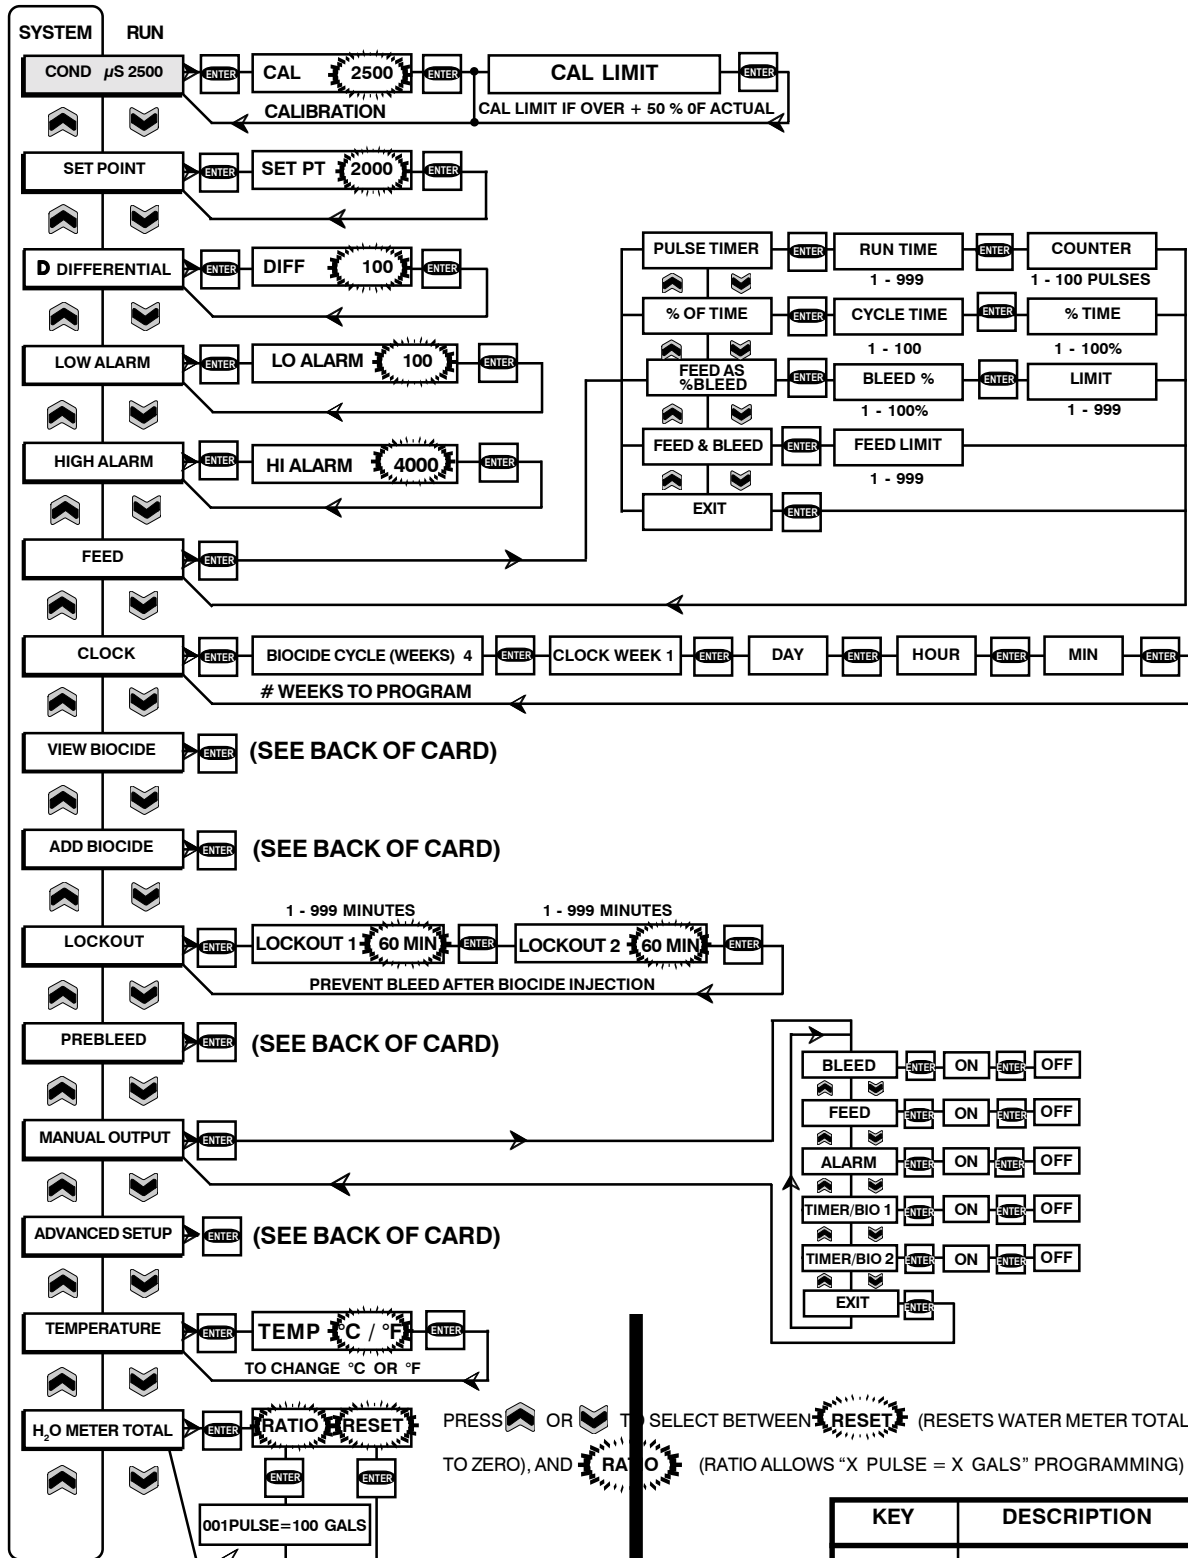 SYSTEM RUN
COND µS 2500 ENTER CAL 2500 ENTER CAL LIMIT ENTER
CALIBRATION CAL LIMIT IF OVER + 50 % 0F ACTUAL
SET POINT ENTER SET PT 2000 ENTER
D DIFFERENTIAL ENTER DIFF 100 ENTER
LOW ALARM ENTER LO ALARM 100 ENTER
HIGH ALARM ENTER HI ALARM 4000 ENTER
PULSE TIMER ENTER RUN TIME ENTER COUNTER
1 - 999 1 - 100 PULSES
% OF TIME ENTER CYCLE TIME ENTER % TIME
1 - 100 1 - 100%
FEED AS
%BLEED ENTER BLEED % ENTER LIMIT
1 - 100% 1 - 999
FEED & BLEED ENTER FEED LIMIT
1 - 999
EXIT ENTER
FEED ENTER
CLOCK ENTER BIOCIDE CYCLE (WEEKS) 4 ENTER CLOCK WEEK 1 ENTER DAY ENTER HOUR ENTER MIN ENTER
# WEEKS TO PROGRAM
VIEW BIOCIDE ENTER (SEE BACK OF CARD)
ADD BIOCIDE ENTER (SEE BACK OF CARD)
1 - 999 MINUTES 1 - 999 MINUTES
LOCKOUT ENTER LOCKOUT 1 60 MIN ENTER LOCKOUT 2 60 MIN ENTER
PREVENT BLEED AFTER BIOCIDE INJECTION
PREBLEED ENTER (SEE BACK OF CARD)
MANUAL OUTPUT ENTER
BLEED ENTER ON ENTER OFF
FEED ENTER ON ENTER OFF
ALARM ENTER ON ENTER OFF
TIMER/BIO 1 ENTER ON ENTER OFF
TIMER/BIO 2 ENTER ON ENTER OFF
EXIT ENTER
ADVANCED SETUP ENTER (SEE BACK OF CARD)
TEMPERATURE ENTER TEMP °C / °F ENTER
TO CHANGE °C OR °F
H2O METER TOTAL ENTER RATIO RESET
ENTER ENTER
001PULSE=100 GALS
PRESS OR TO SELECT BETWEEN RESET (RESETS WATER METER TOTAL
TO ZERO), AND RATIO (RATIO ALLOWS “X PULSE = X GALS” PROGRAMMING)
KEY DESCRIPTION